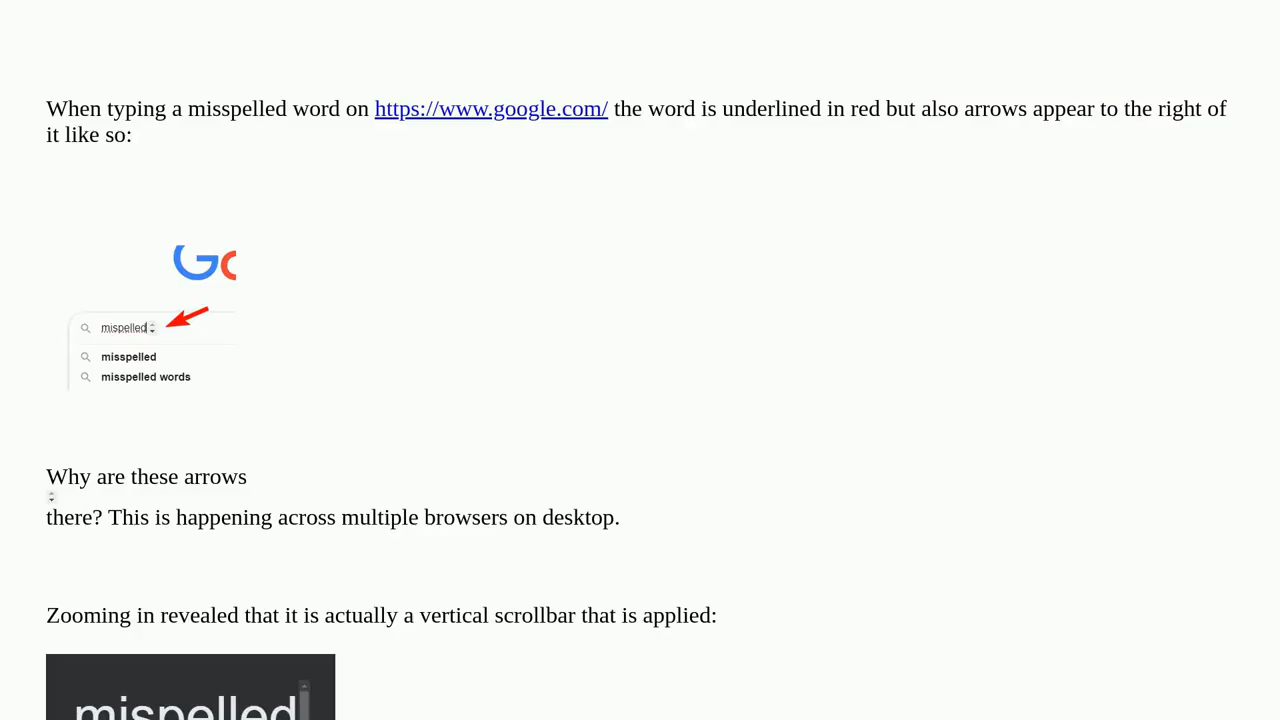 When typing a misspelled word on https://www.google.com/ the word is underlined in red but also arrows appear to the right of
it like so:
Go
mispelled
misspelled
misspelled words
Why are these arrows
there? This is happening across multiple browsers on desktop.
Zooming in revealed that it is actually a vertical scrollbar that is applied:
mispelled